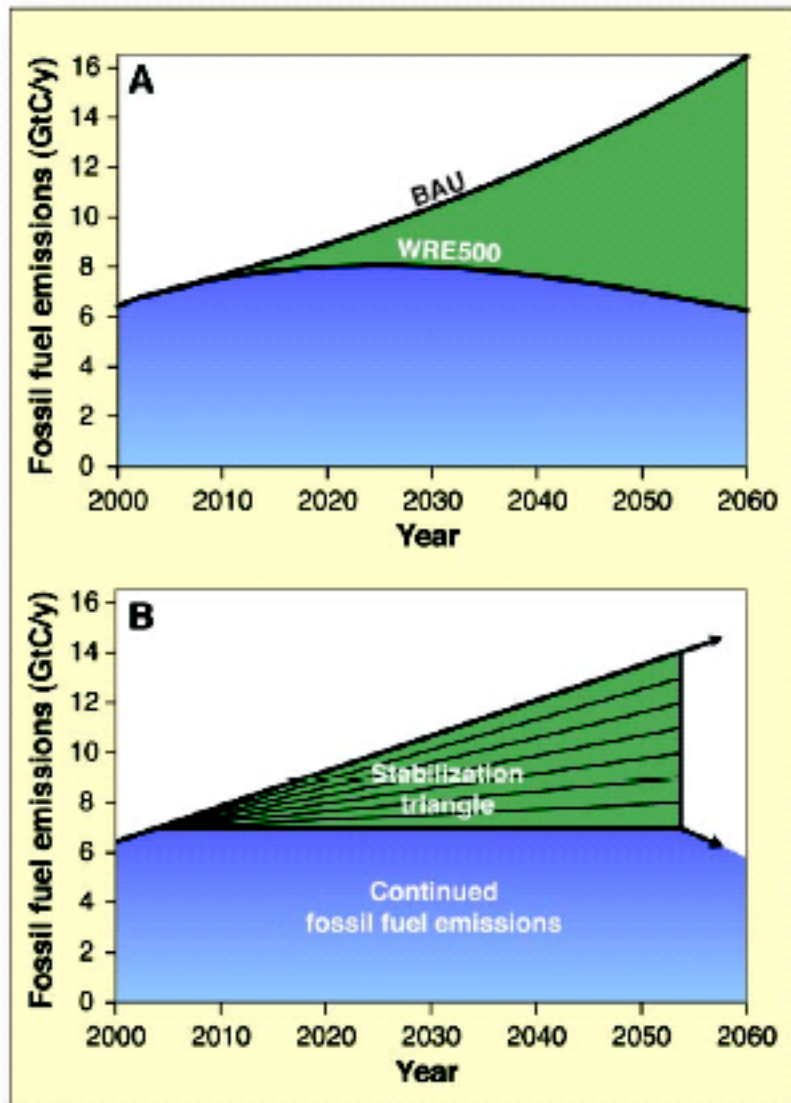 Fossil fuel emissions (GtC/y)
A
16
14
12
10
8
6
4
2
0
BAU
WRE500
2000 2010 2020 2030 2040 2050 2060
Year
Fossil fuel emissions (GtC/y)
B
16
14
12
10
8
6
4
2
0
Stabilization
triangle
Continued
fossil fuel emissions
2000 2010 2020 2030 2040 2050 2060
Year